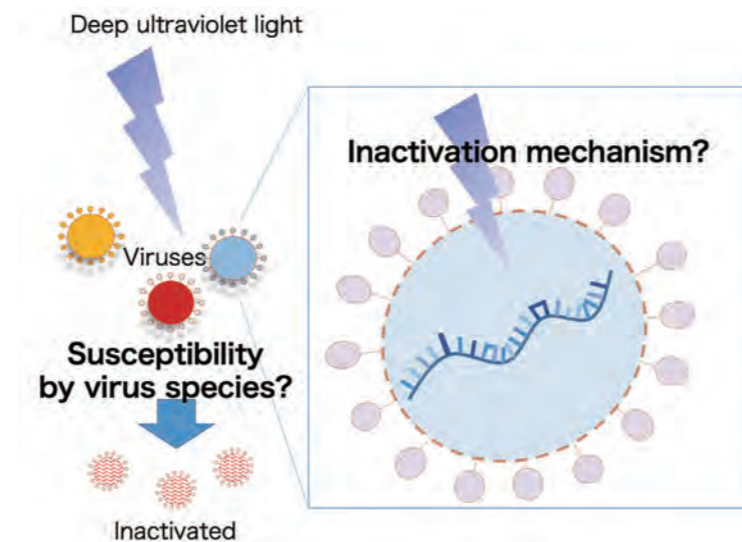 Deep ultraviolet light
Inactivation mechanism?
Viruses
Susceptibility
by virus species?
Inactivated